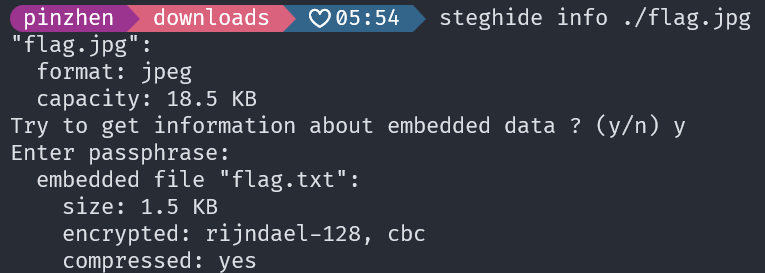 pinzhen downloads ♡05:54 steghide info ./flag.jpg
"flag.jpg":
  format: jpeg
  capacity: 18.5 KB
Try to get information about embedded data ? (y/n) y
Enter passphrase:
  embedded file "flag.txt":
    size: 1.5 KB
    encrypted: rijndael-128, cbc
    compressed: yes